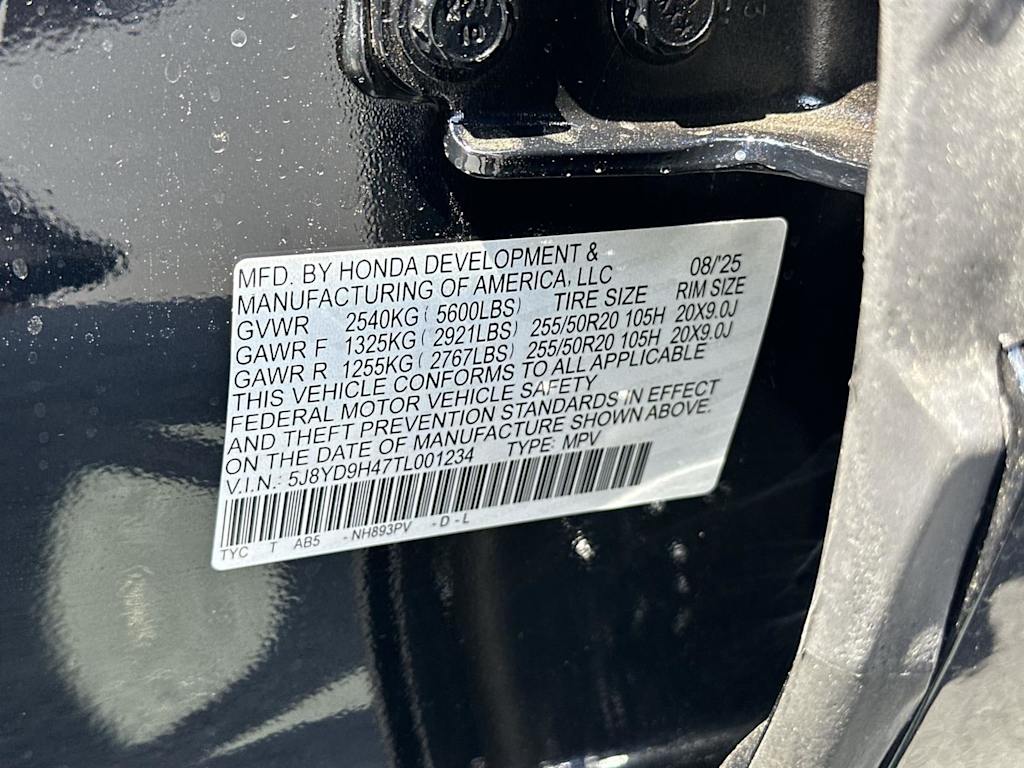 MFD. BY HONDA DEVELOPMENT & 08/'25
MANUFACTURING OF AMERICA, LLC
GVWR 2540KG ( 5600LBS) TIRE SIZE RIM SIZE
GAWR F 1325KG ( 2921LBS) 255/50R20 105H 20X9.0J
GAWR R 1255KG ( 2767LBS) 255/50R20 105H 20X9.0J
THIS VEHICLE CONFORMS TO ALL APPLICABLE
FEDERAL MOTOR VEHICLE SAFETY
AND THEFT PREVENTION STANDARDS IN EFFECT
ON THE DATE OF MANUFACTURE SHOWN ABOVE.
V.I.N.: 5J8YD9H47TL001234 TYPE: MPV
TYC T AB5 - NH893PV - D - L